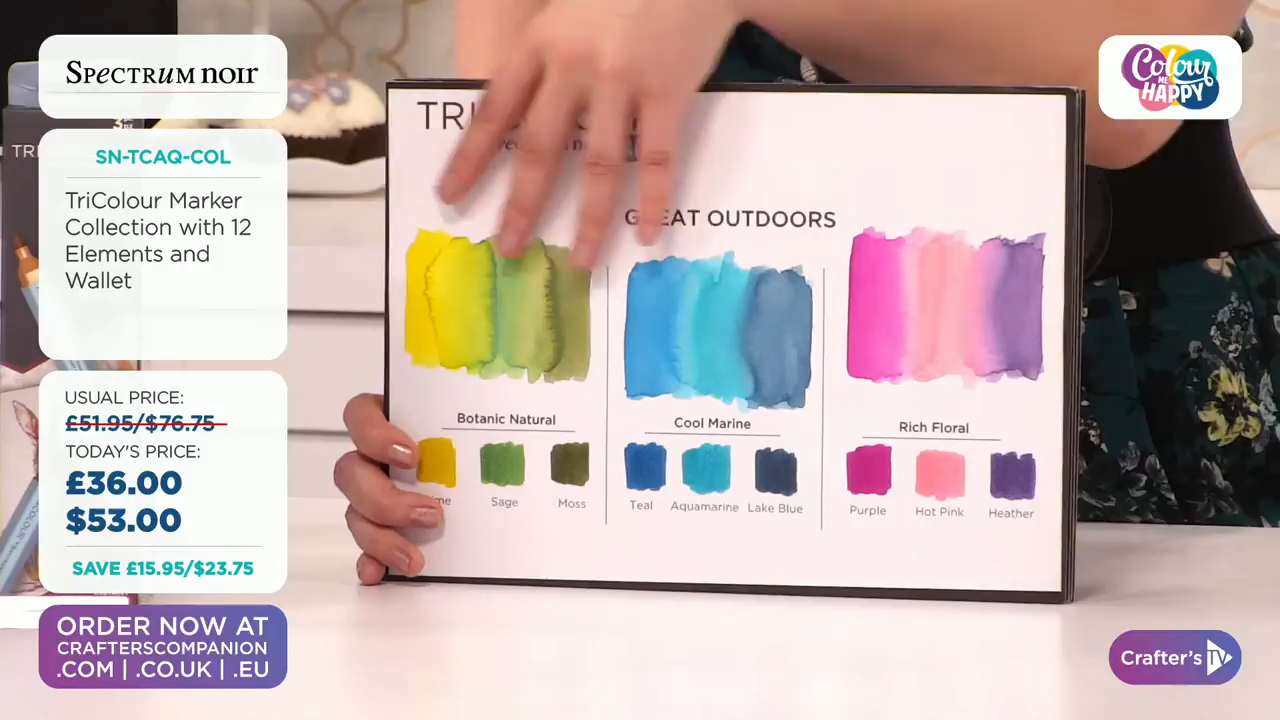 SPECTRUM NOIR
SN-TCAQ-COL
TriColour Marker
Collection with 12
Elements and
Wallet
USUAL PRICE:
£51.95/$76.75
TODAY'S PRICE:
£36.00
$53.00
SAVE £15.95/$23.75
ORDER NOW AT
CRAFTERSCOMPANION
.COM | .CO.UK | .EU
Colour
ME
HAPPY
GREAT OUTDOORS
Botanic Natural
Cool Marine
Rich Floral
Sage
Moss
Teal
Aquamarine
Lake Blue
Purple
Hot Pink
Heather
Crafter's TV